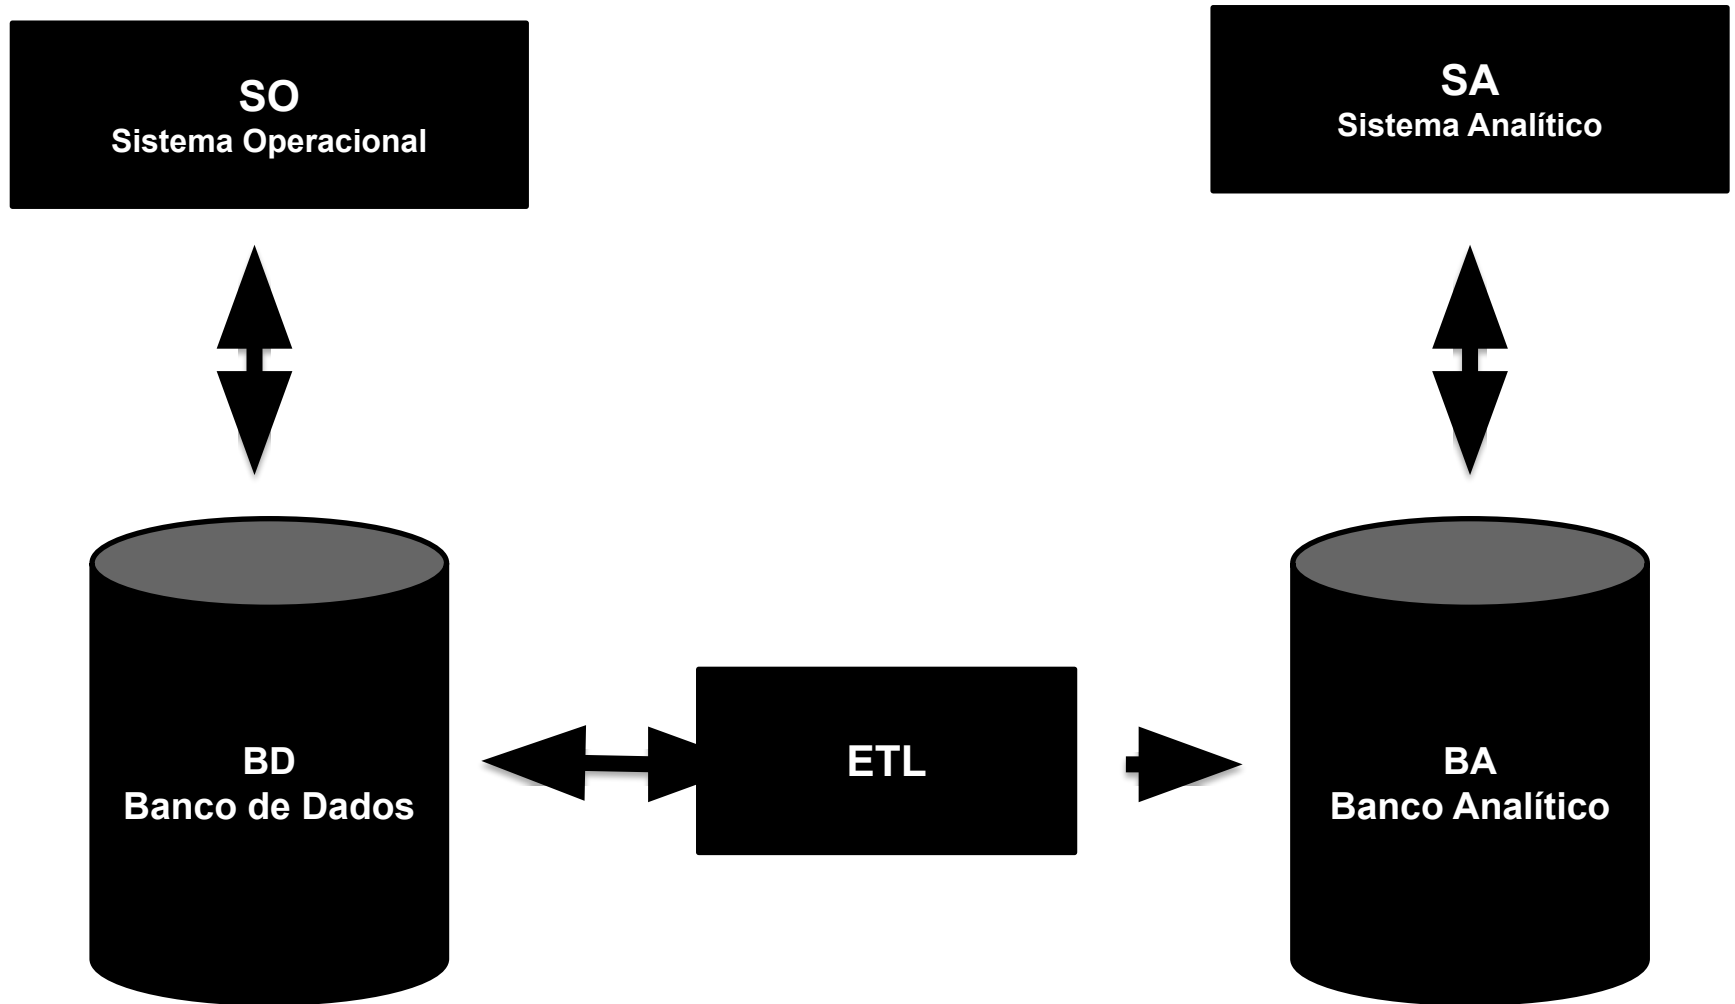 SO
Sistema Operacional
SA
Sistema Analítico
BD
Banco de Dados
ETL
BA
Banco Analítico